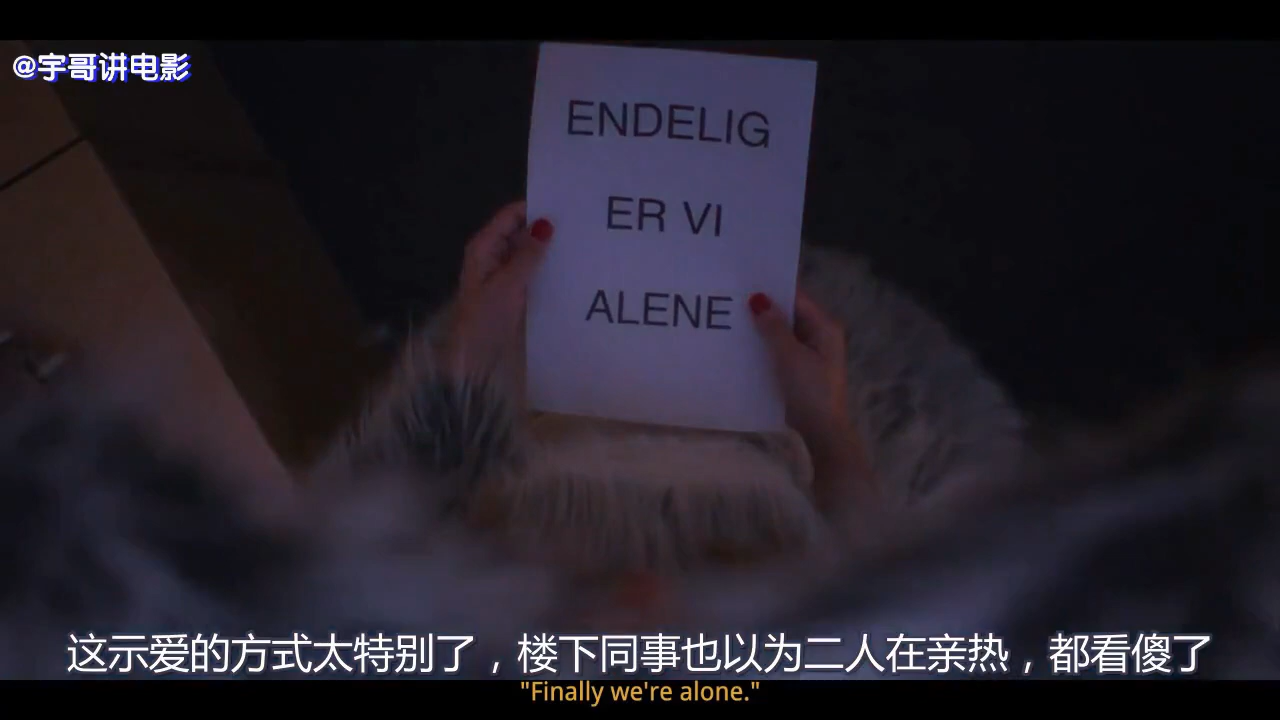 @宇哥讲电影
ENDELIG
ER VI
ALENE
这示爱的方式太特别了，楼下同事也以为二人在亲热，都看傻了
"Finally we're alone."